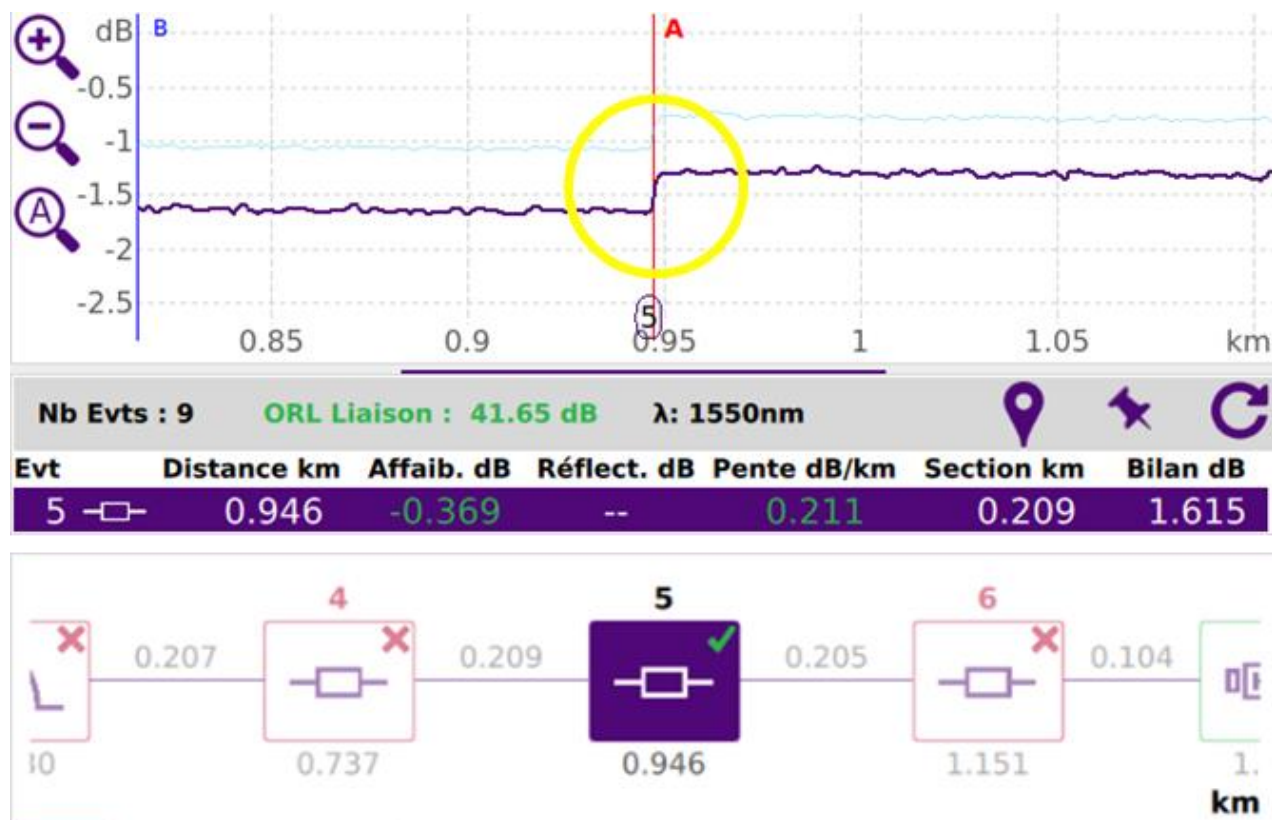 dB B A
-0.5
-1
-1.5
A
-2
-2.5
5
0.85 0.9 0.95 1 1.05 km
Nb Evts : 9 ORL Liaison : 41.65 dB λ: 1550nm
Evt Distance km Affaib. dB Réflect. dB Pente dB/km Section km Bilan dB
5 0.946 -0.369 -- 0.211 0.209 1.615
4 5 6
0.207 0.209 0.205 0.104
0.737 0.946 1.151
km